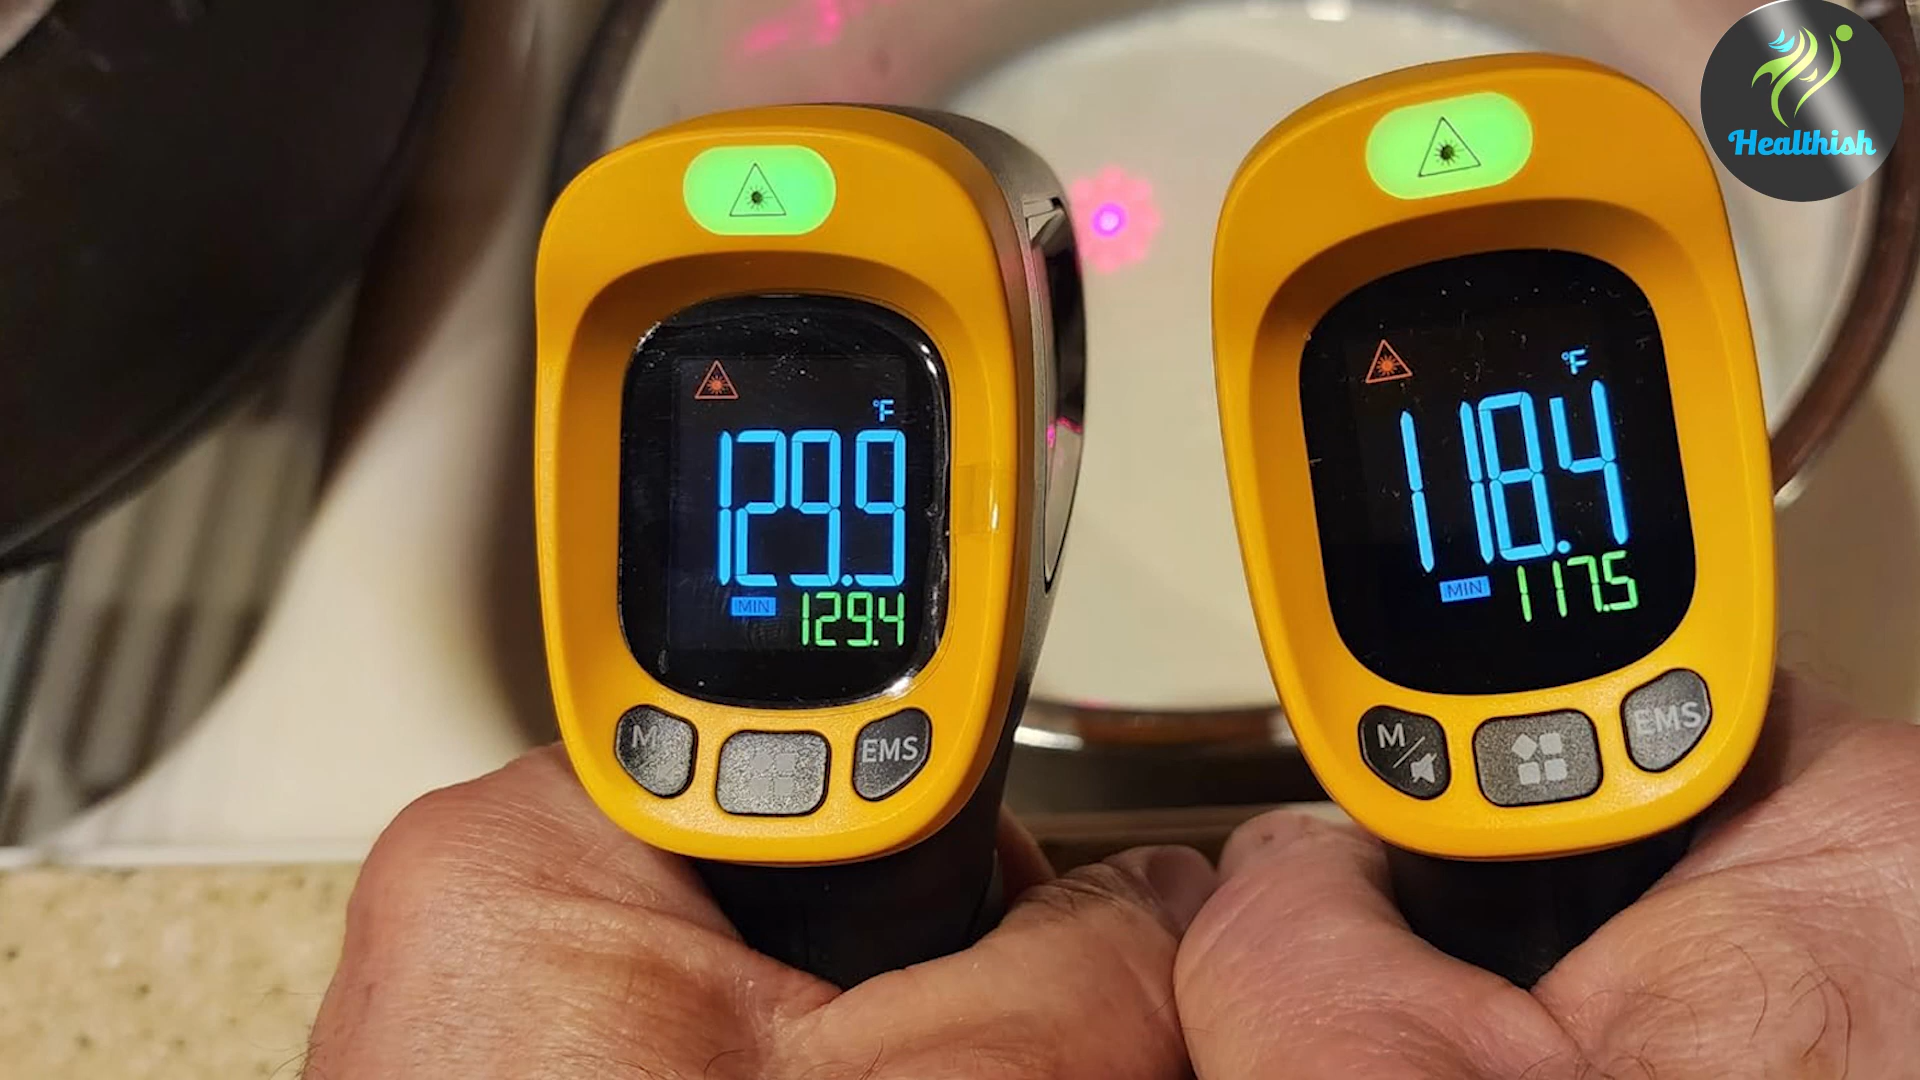 Healthish
°F
129.9
MIN 129.4
M
EMS
°F
118.4
MIN 117.5
M/
EMS